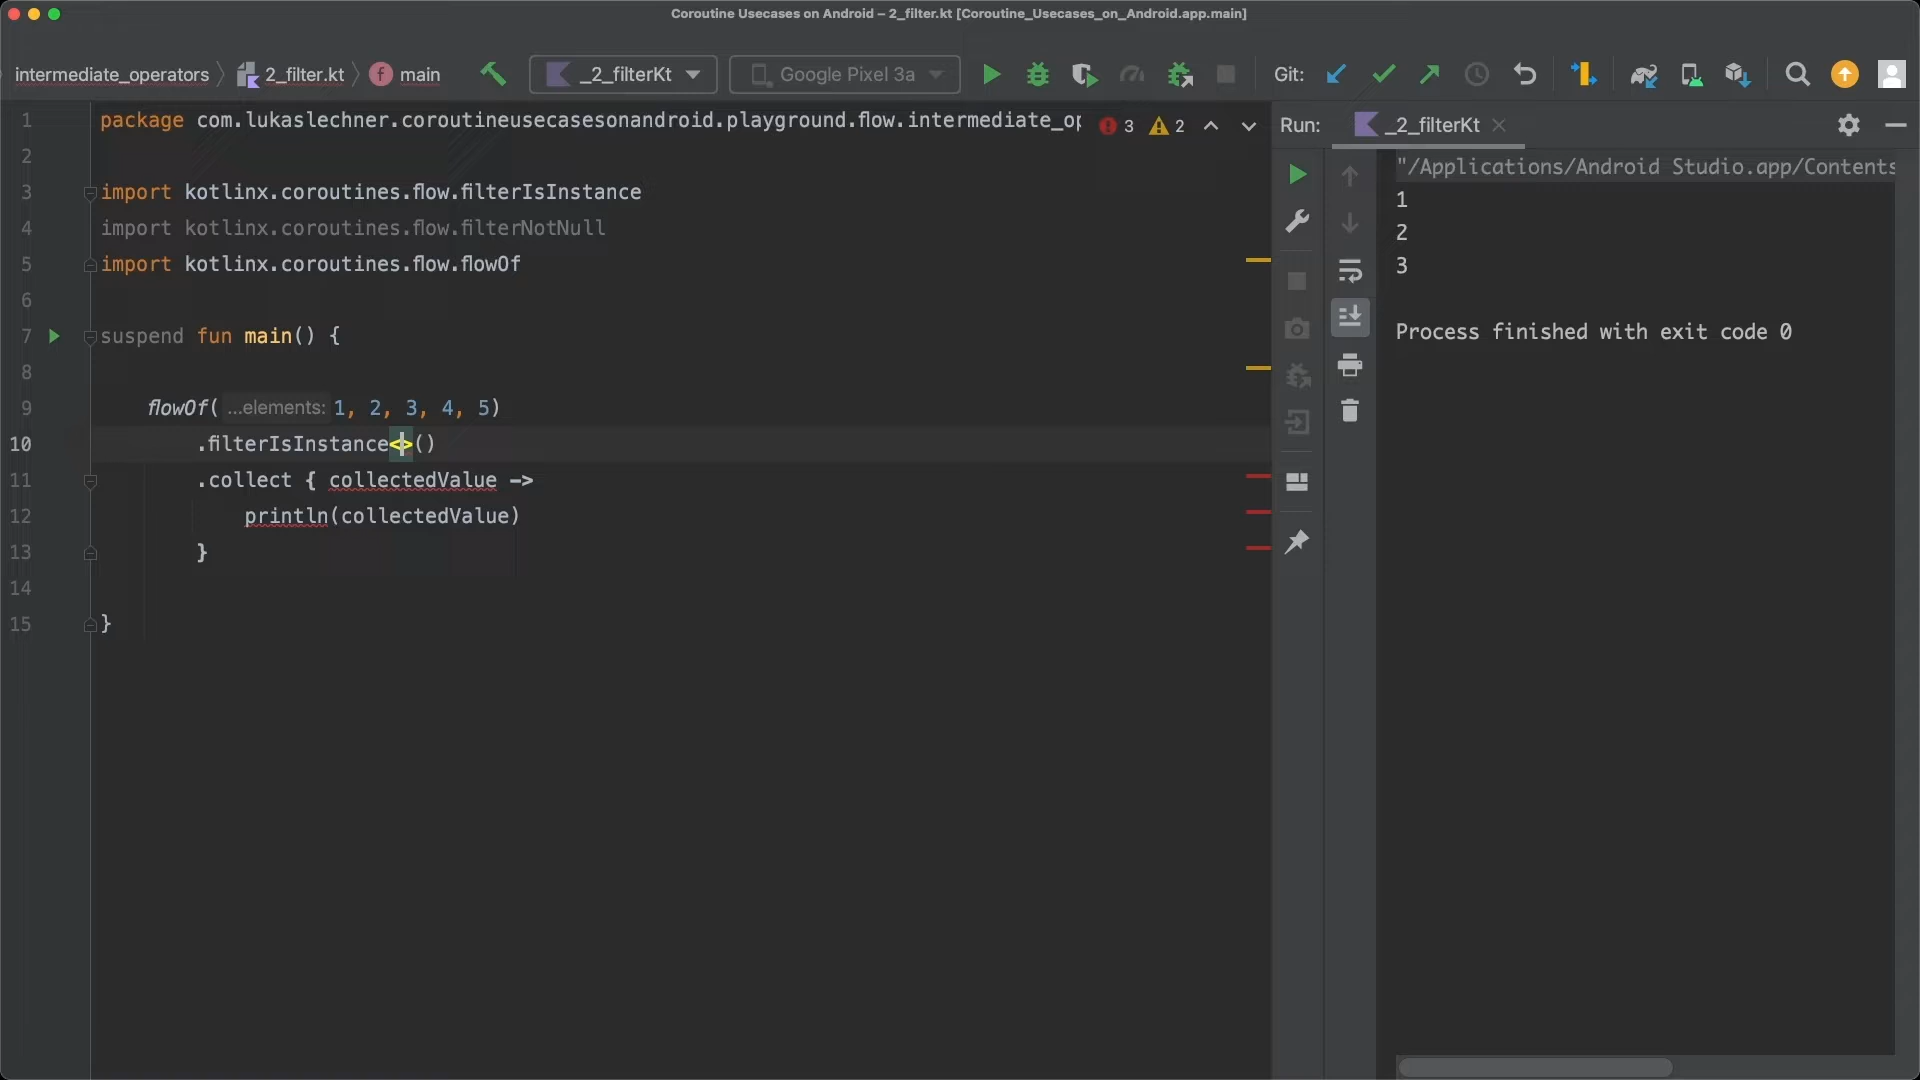 Coroutine Usecases on Android – 2_filter.kt [Coroutine_Usecases_on_Android.app.main]
intermediate_operators 2_filter.kt f main _2_filterKt Google Pixel 3a Git:
1 package com.lukaslechner.coroutineusecasesonandroid.playground.flow.intermediate_op 3 2
2
3 import kotlinx.coroutines.flow.filterIsInstance
4 import kotlinx.coroutines.flow.filterNotNull
5 import kotlinx.coroutines.flow.flowOf
6
7 suspend fun main() {
8
9 flowOf( ...elements: 1, 2, 3, 4, 5)
10 .filterIsInstance<>()
11 .collect { collectedValue ->
12 println(collectedValue)
13 }
14
15 }
Run: _2_filterKt
"/Applications/Android Studio.app/Contents
1
2
3
Process finished with exit code 0